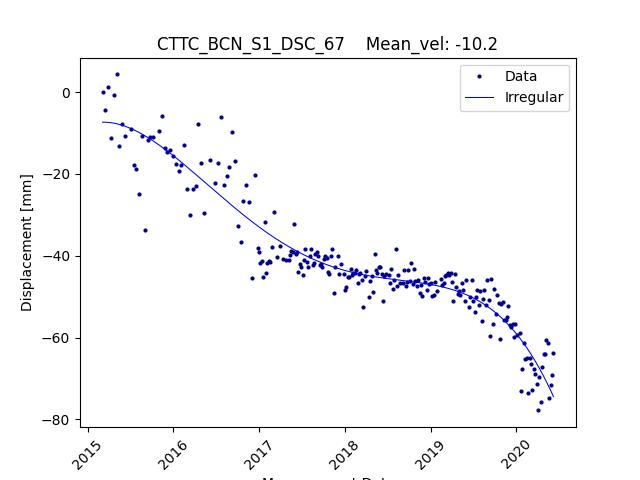 CTTC_BCN_S1_DSC_67    Mean_vel: -10.2
Data
Irregular
Displacement [mm]
0
−20
−40
−60
−80
2015
2016
2017
2018
2019
2020